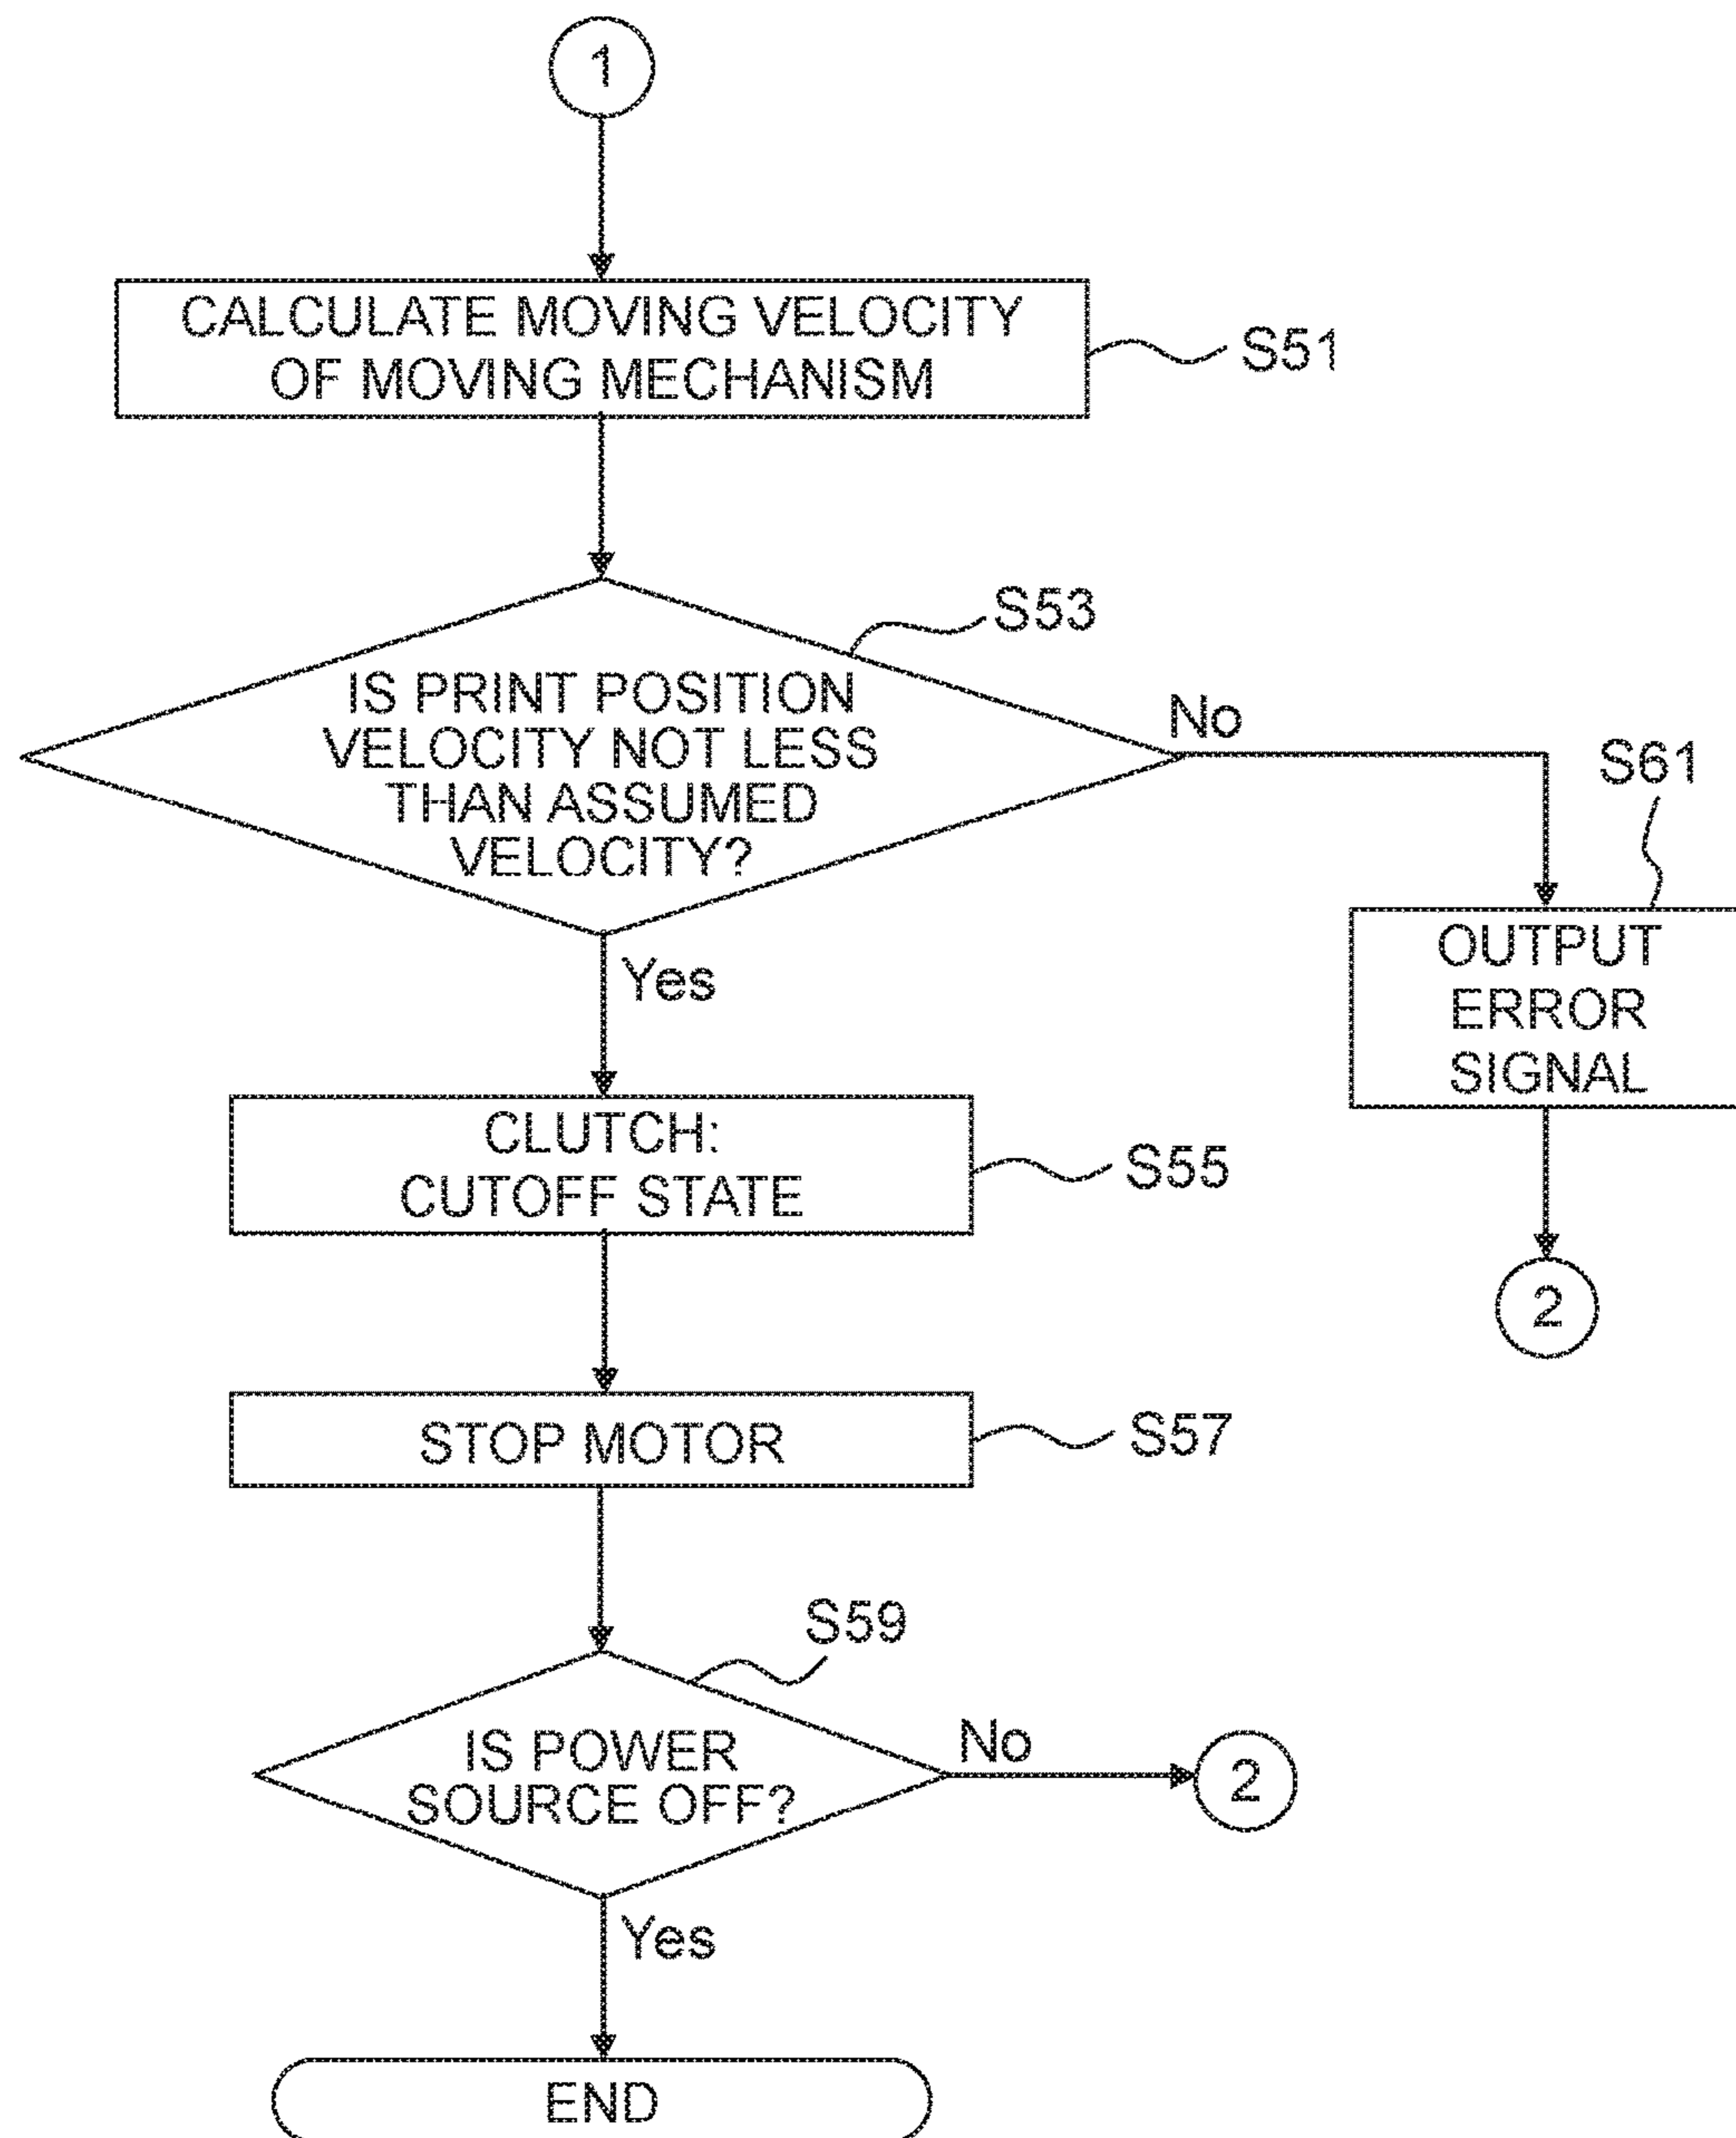 1
CALCULATE MOVING VELOCITY
OF MOVING MECHANISM
S51
S53
IS PRINT POSITION
VELOCITY NOT LESS
THAN ASSUMED
VELOCITY?
No
S61
OUTPUT
ERROR
SIGNAL
2
Yes
CLUTCH:
CUTOFF STATE
S55
STOP MOTOR
S57
S59
IS POWER
SOURCE OFF?
No
2
Yes
END